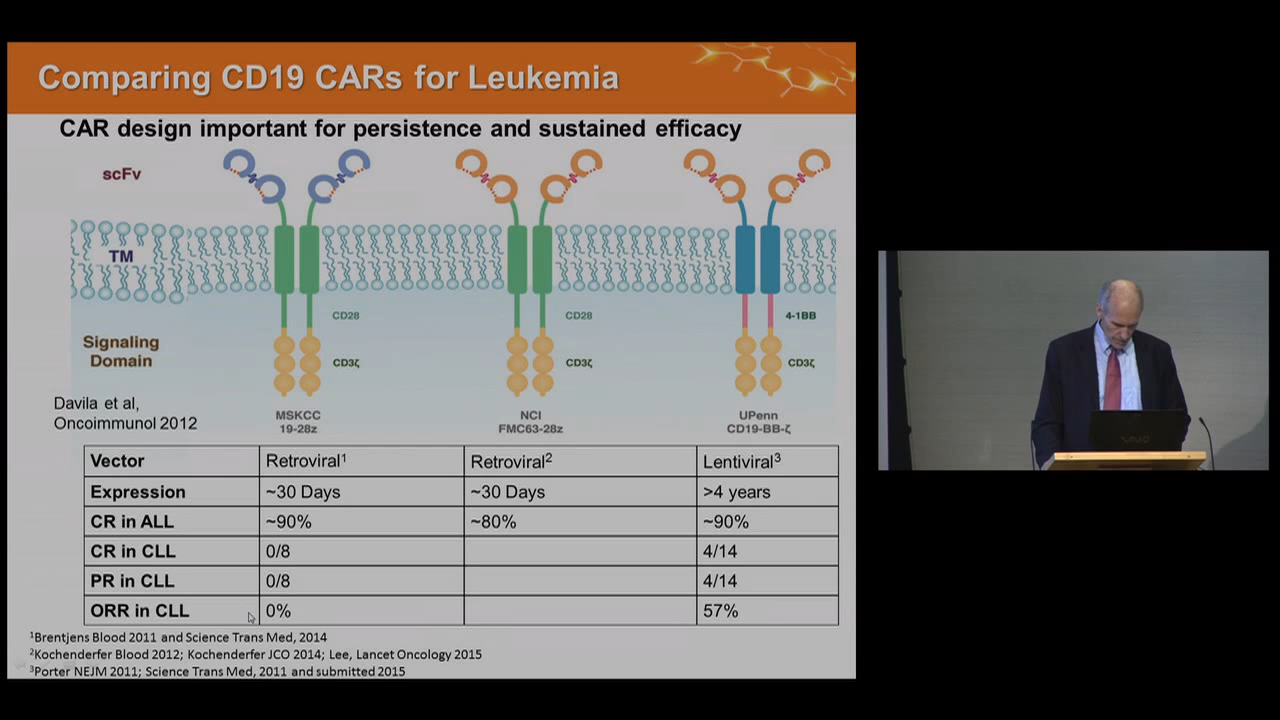 Comparing CD19 CARs for Leukemia
CAR design important for persistence and sustained efficacy
scFv
TM
CD28
CD28
4-1BB
Signaling
Domain
CD3ζ
CD3ζ
CD3ζ
Davila et al,
Oncoimmunol 2012
MSKCC
19-28z
NCI
FMC63-28z
UPenn
CD19-BB-ζ
Vector Retroviral1 Retroviral2 Lentiviral3
Expression ~30 Days ~30 Days >4 years
CR in ALL ~90% ~80% ~90%
CR in CLL 0/8 4/14
PR in CLL 0/8 4/14
ORR in CLL 0% 57%
1Brentjens Blood 2011 and Science Trans Med, 2014
2Kochenderfer Blood 2012; Kochenderfer JCO 2014; Lee, Lancet Oncology 2015
3Porter NEJM 2011; Science Trans Med, 2011 and submitted 2015
VAIO